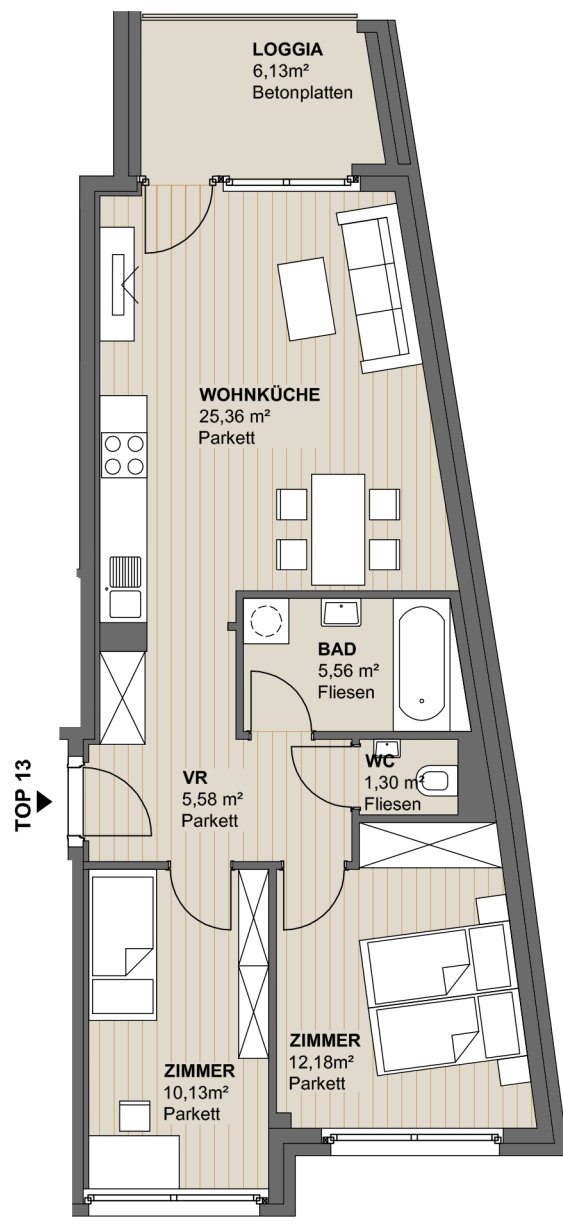 LOGGIA
6,13m²
Betonplatten
WOHNKÜCHE
25,36 m²
Parkett
BAD
5,56 m²
Fliesen
WC
1,30 m²
Fliesen
VR
5,58 m²
Parkett
TOP 13
ZIMMER
12,18m²
Parkett
ZIMMER
10,13m²
Parkett